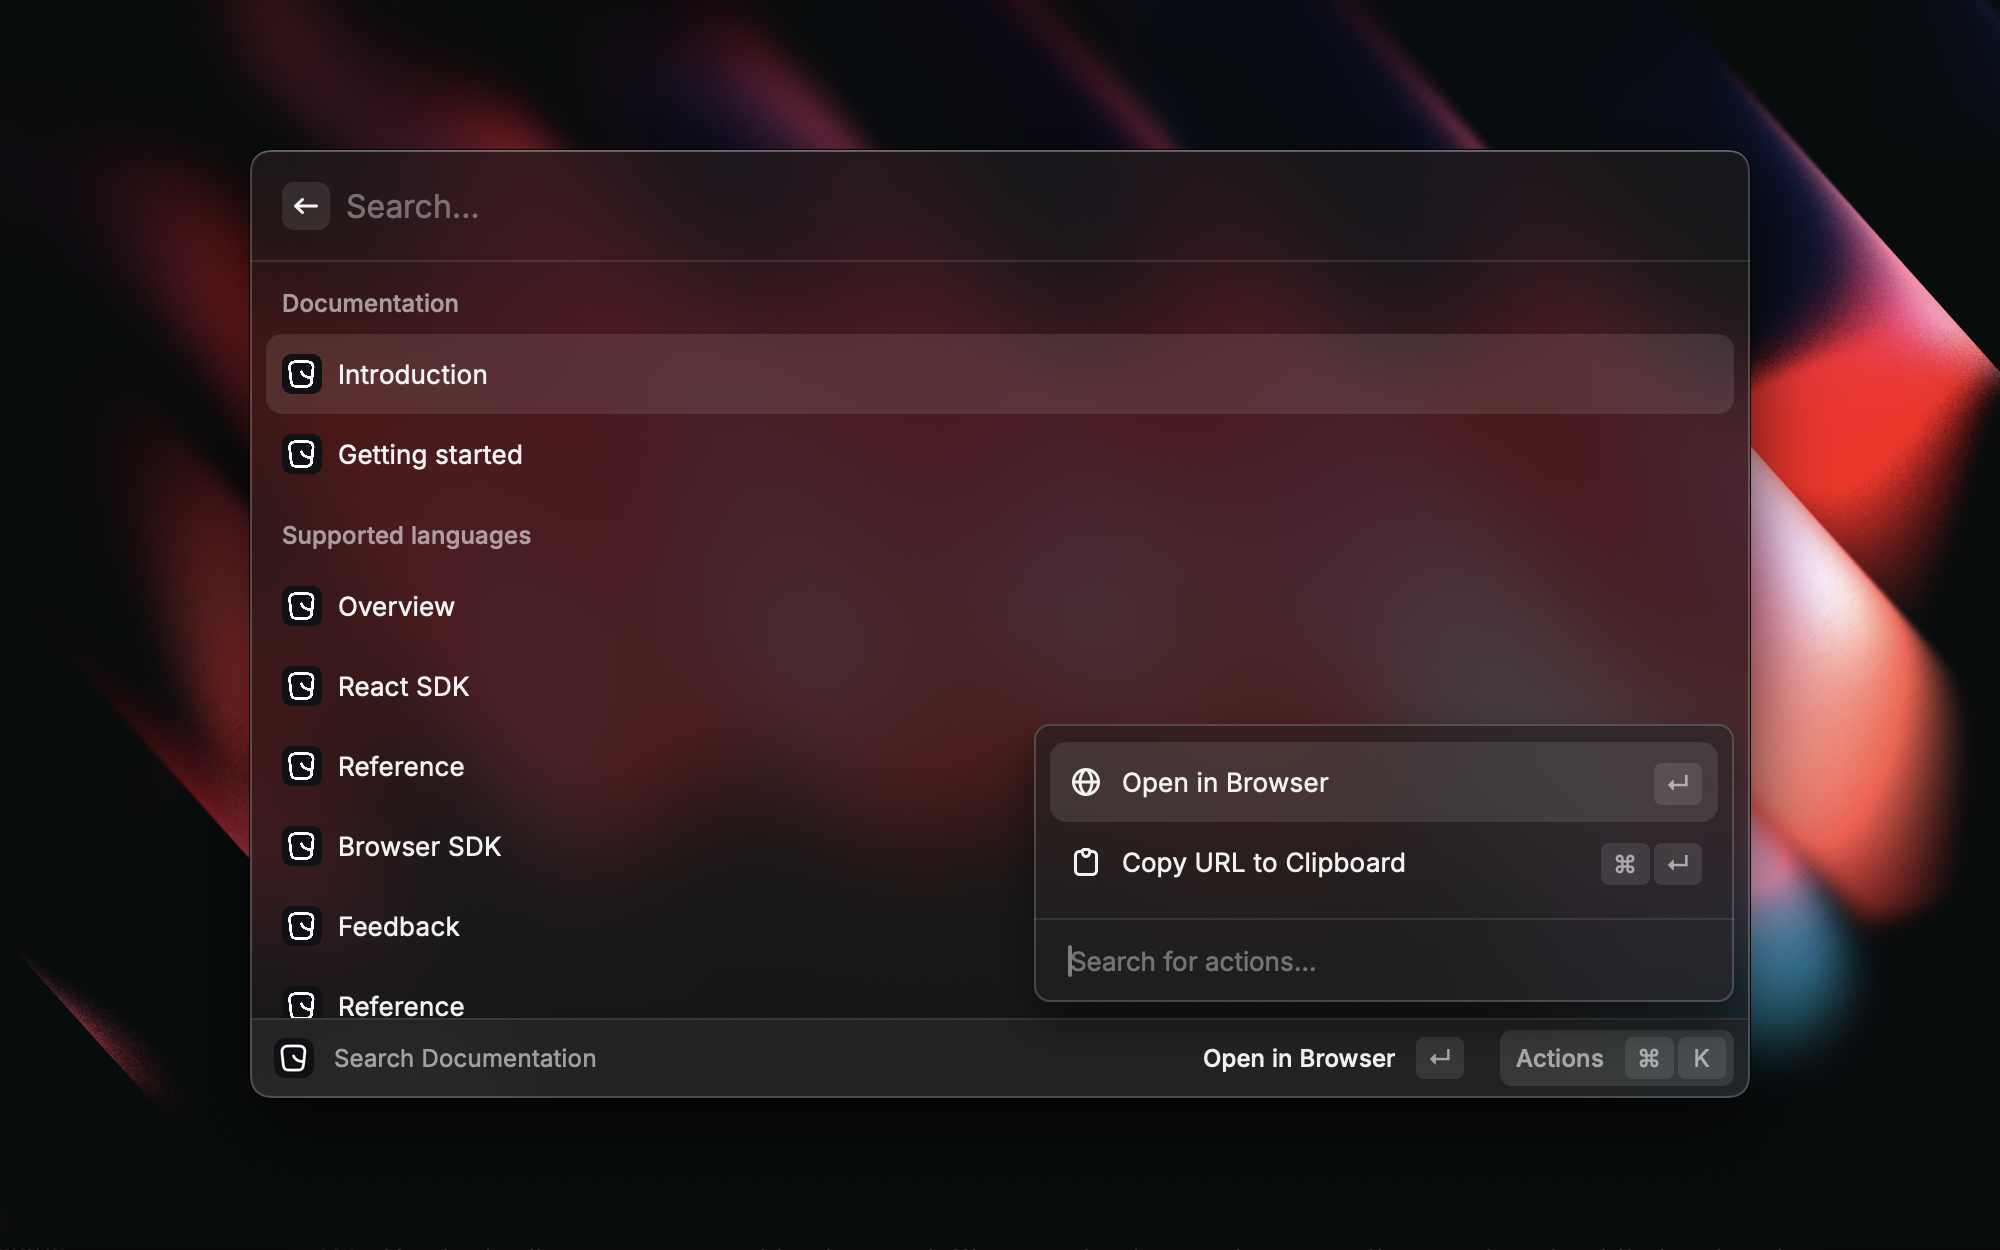 Search...
Documentation
Introduction
Getting started
Supported languages
Overview
React SDK
Reference
Browser SDK
Feedback
Reference
Open in Browser ↵
Copy URL to Clipboard ⌘ ↵
Search for actions...
Search Documentation
Open in Browser ↵ Actions ⌘ K